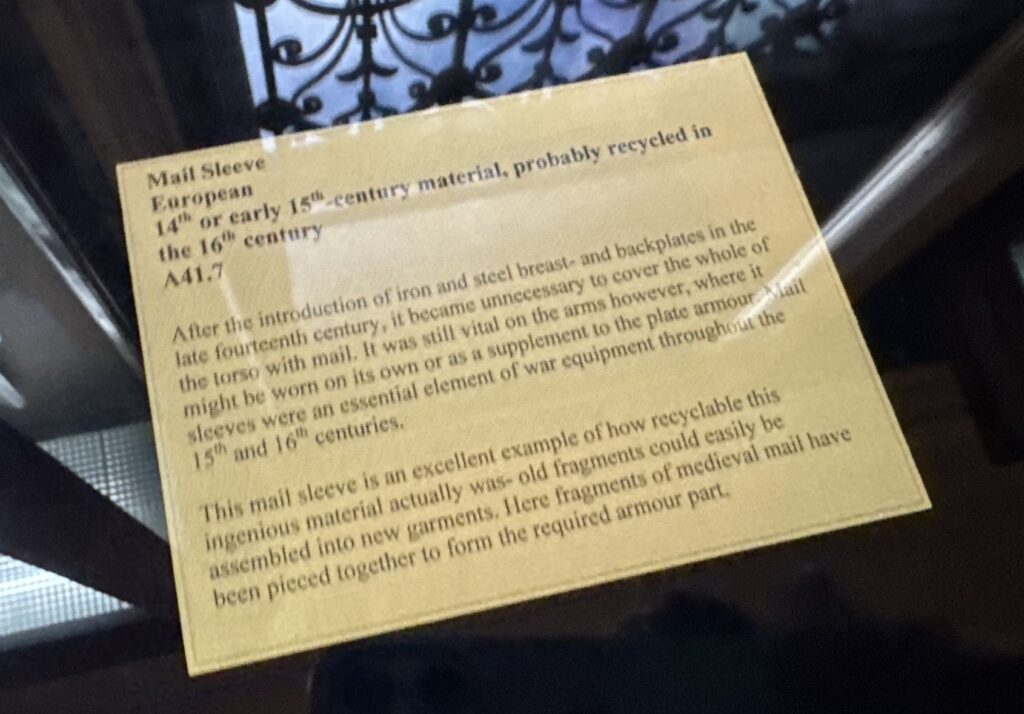 Mail Sleeve
European
14th or early 15th-century material, probably recycled in
the 16th century
A41.7
After the introduction of iron and steel breast- and backplates in the
late fourteenth century, it became unnecessary to cover the whole of
the torso with mail. It was still vital on the arms however, where it
might be worn on its own or as a supplement to the plate armour. Mail
sleeves were an essential element of war equipment throughout the
15th and 16th centuries.
This mail sleeve is an excellent example of how recyclable this
ingenious material actually was- old fragments could easily be
assembled into new garments. Here fragments of medieval mail have
been pieced together to form the required armour part.